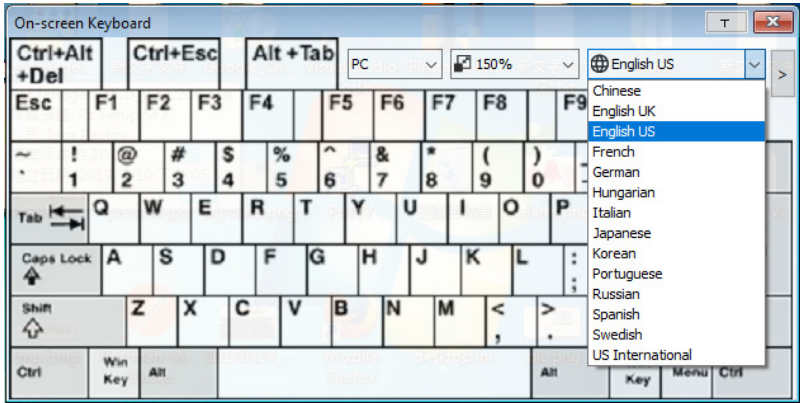 On-screen Keyboard
Ctrl+Alt +Del
Ctrl+Esc
Alt +Tab
PC
150%
English US
>
Chinese
English UK
English US
French
German
Hungarian
Italian
Japanese
Korean
Portuguese
Russian
Spanish
Swedish
US International
Esc F1 F2 F3 F4 F5 F6 F7 F8 F9
~ ! @ # $ % ^ & * ( )
` 1 2 3 4 5 6 7 8 9 0
Tab Q W E R T Y U I O P
Caps Lock A S D F G H J K L : ;
Shift Z X C V B N M < , > .
Ctrl Win Key Alt Alt Key Menu Ctrl